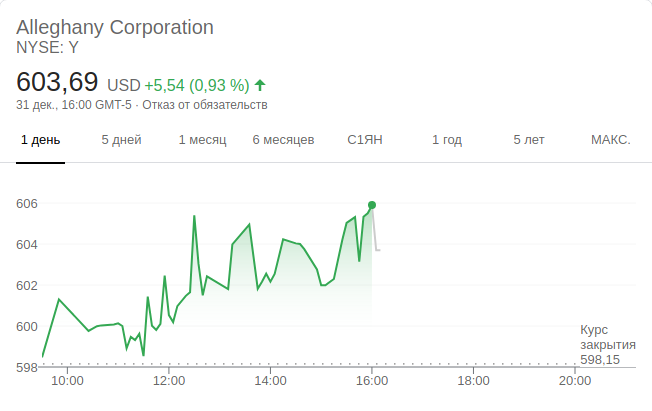 Alleghany Corporation
NYSE: Y
603,69 USD +5,54 (0,93 %)
31 дек., 16:00 GMT-5 · Отказ от обязательств
1 день 5 дней 1 месяц 6 месяцев С1ЯН 1 год 5 лет МАКС.
606
604
602
600
598
Курс
закрытия
598,15
10:00 12:00 14:00 16:00 18:00 20:00